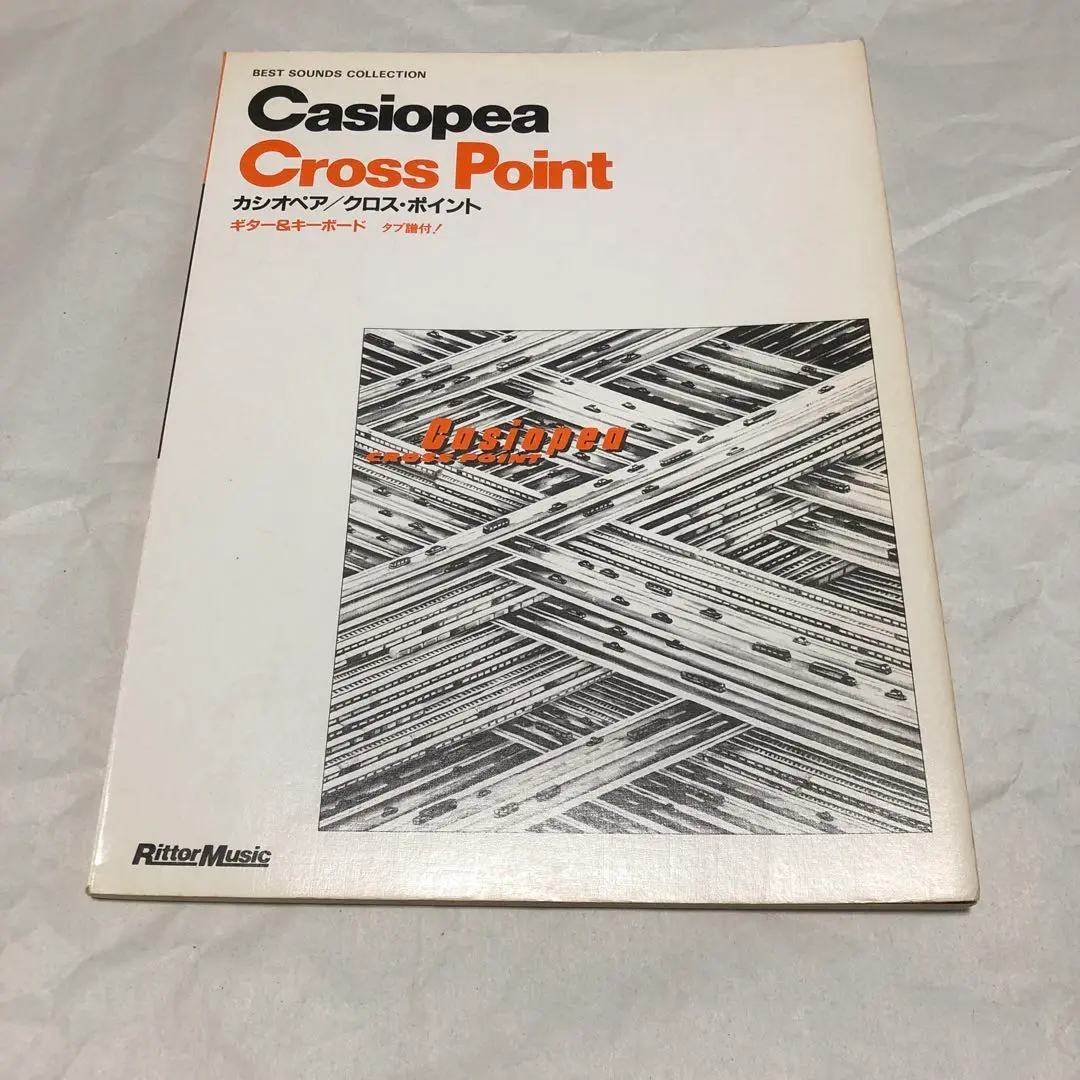 BEST SOUNDS COLLECTION
Casiopea
Cross Point
カシオペア/クロス・ポイント
ギター&キーボード タブ譜付!
Casiopea
CROSS POINT
RittorMusic